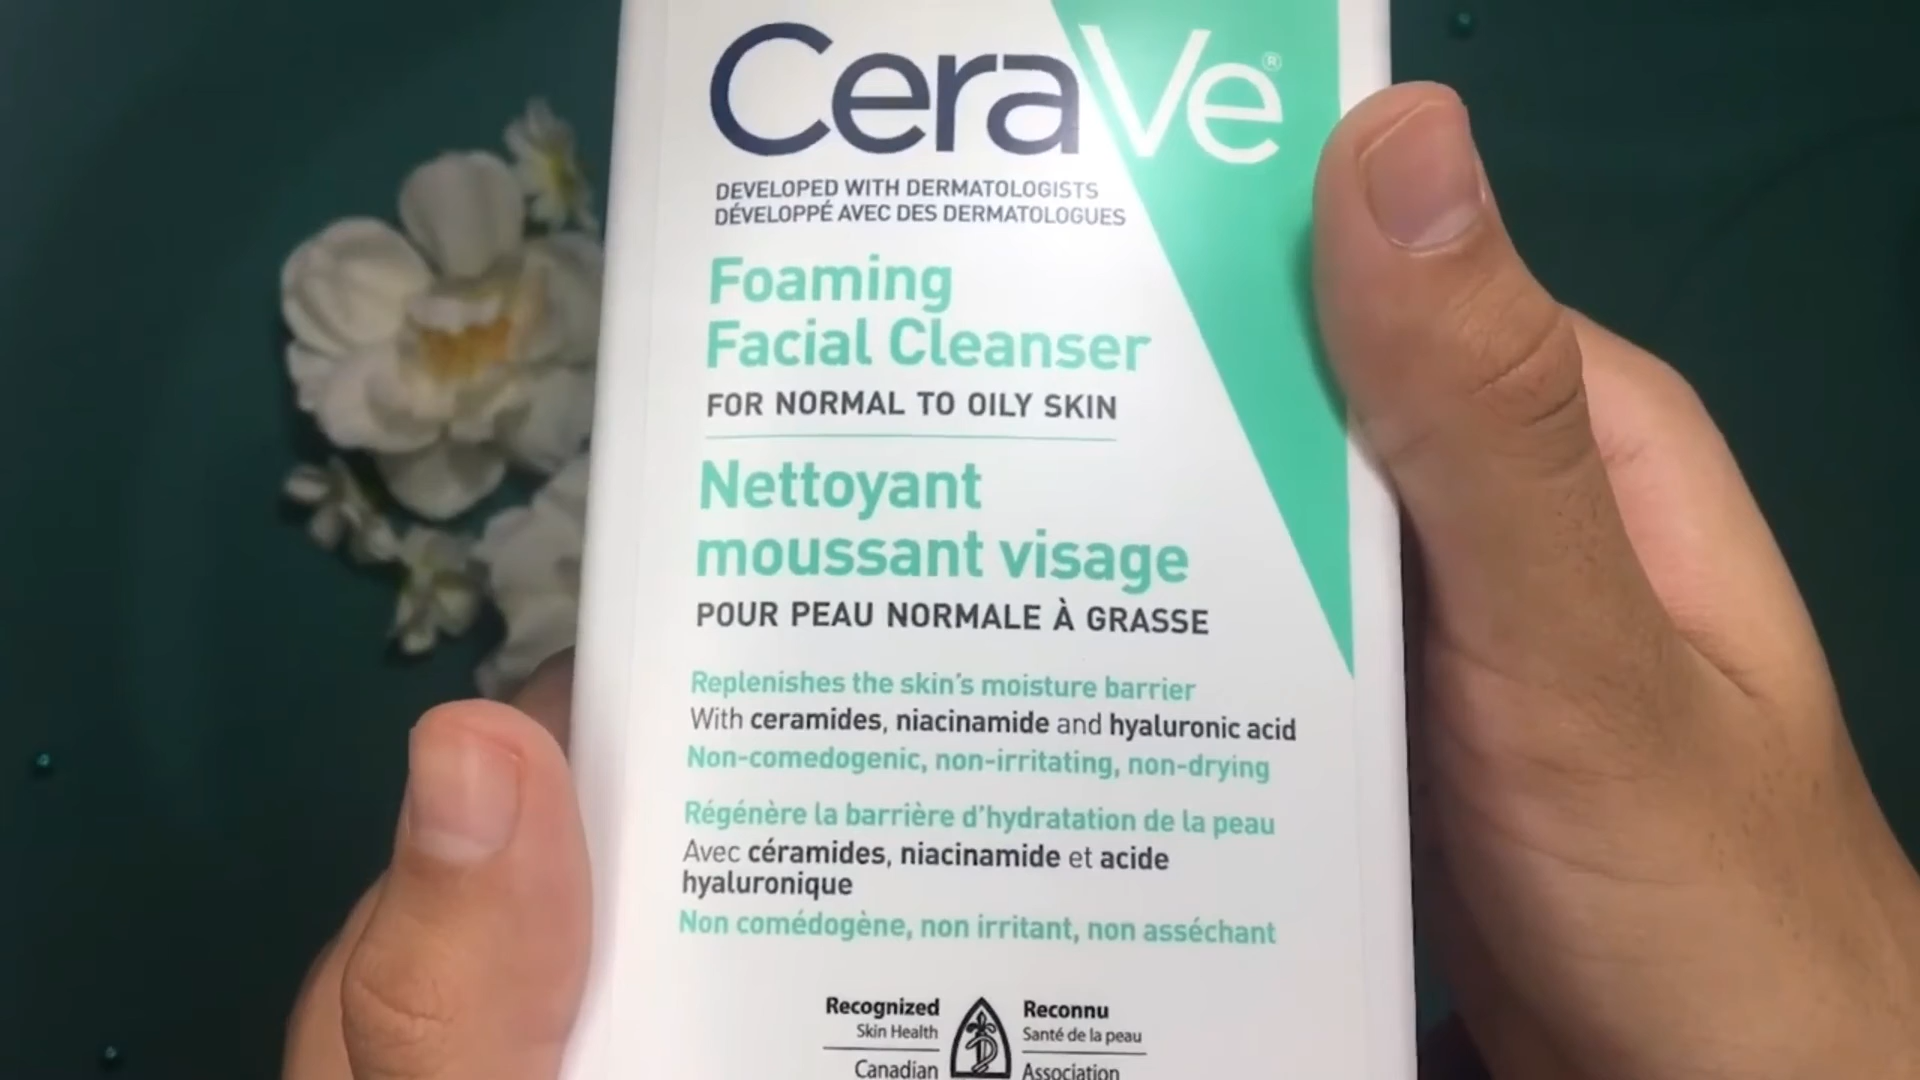 CeraVe®
DEVELOPED WITH DERMATOLOGISTS
DÉVELOPPÉ AVEC DES DERMATOLOGUES
Foaming
Facial Cleanser
FOR NORMAL TO OILY SKIN
Nettoyant
moussant visage
POUR PEAU NORMALE À GRASSE
Replenishes the skin's moisture barrier
With ceramides, niacinamide and hyaluronic acid
Non-comedogenic, non-irritating, non-drying
Régénère la barrière d'hydratation de la peau
Avec céramides, niacinamide et acide
hyaluronique
Non comédogène, non irritant, non asséchant
Recognized
Skin Health
Canadian
Reconnu
Santé de la peau
Association